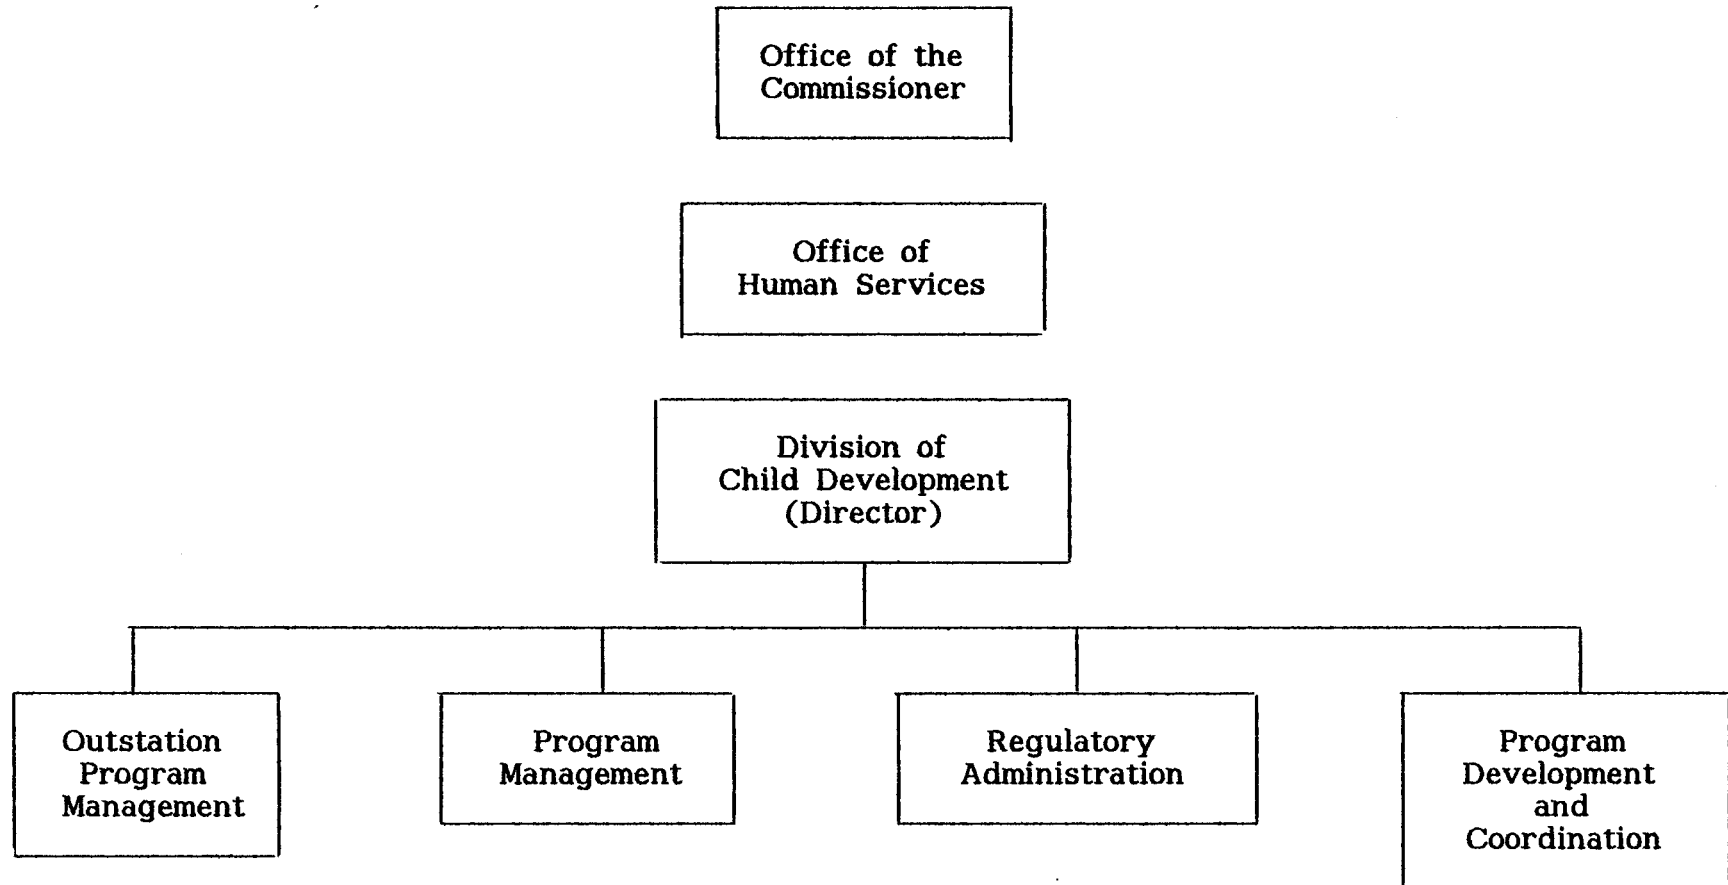 Office of the
Commissioner
Office of
Human Services
Division of
Child Development
(Director)
Outstation
Program
Management
Program
Management
Regulatory
Administration
Program
Development
and
Coordination